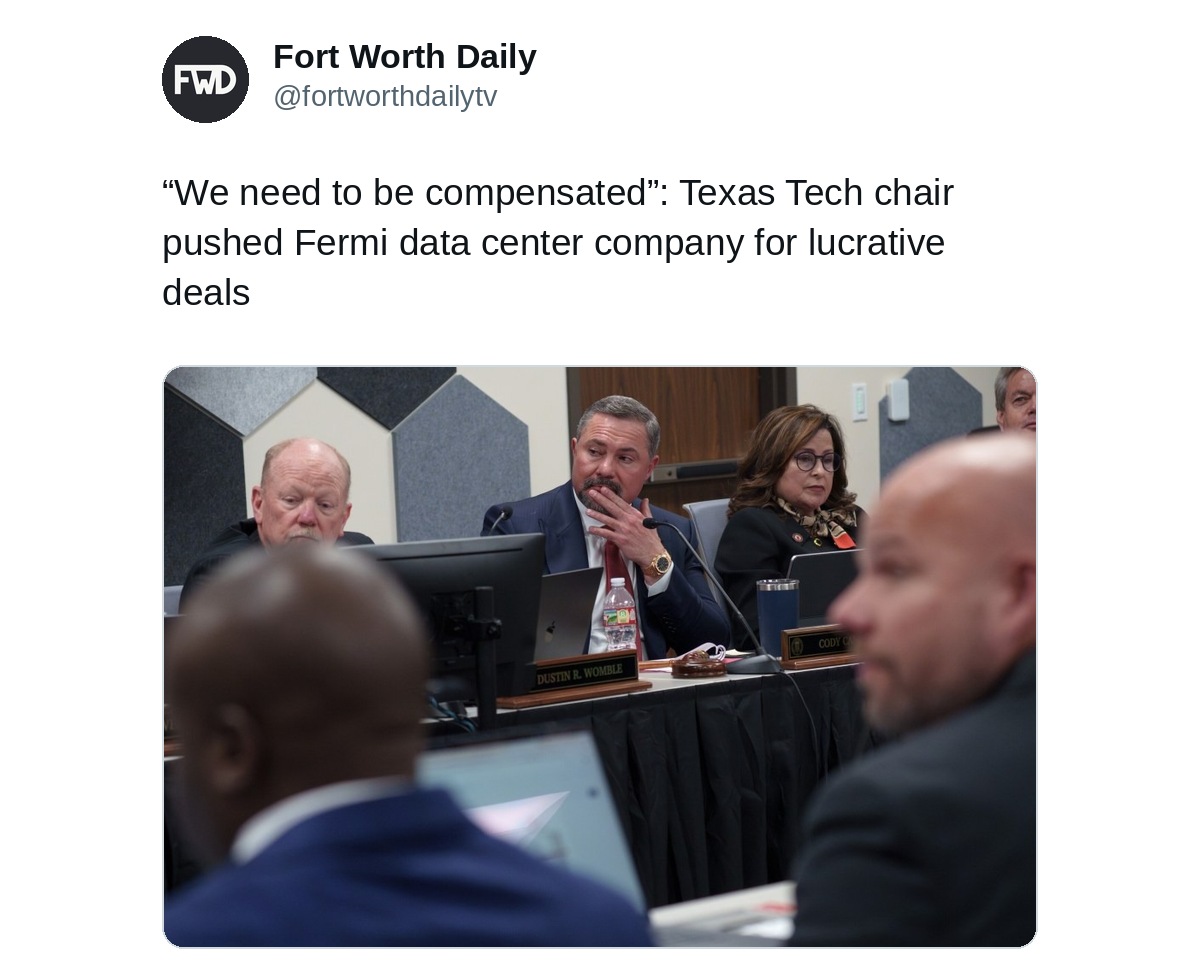 FWD
Fort Worth Daily
@fortworthdailytv
“We need to be compensated”: Texas Tech chair
pushed Fermi data center company for lucrative
deals
DUSTIN R. WOMBLE
CODY